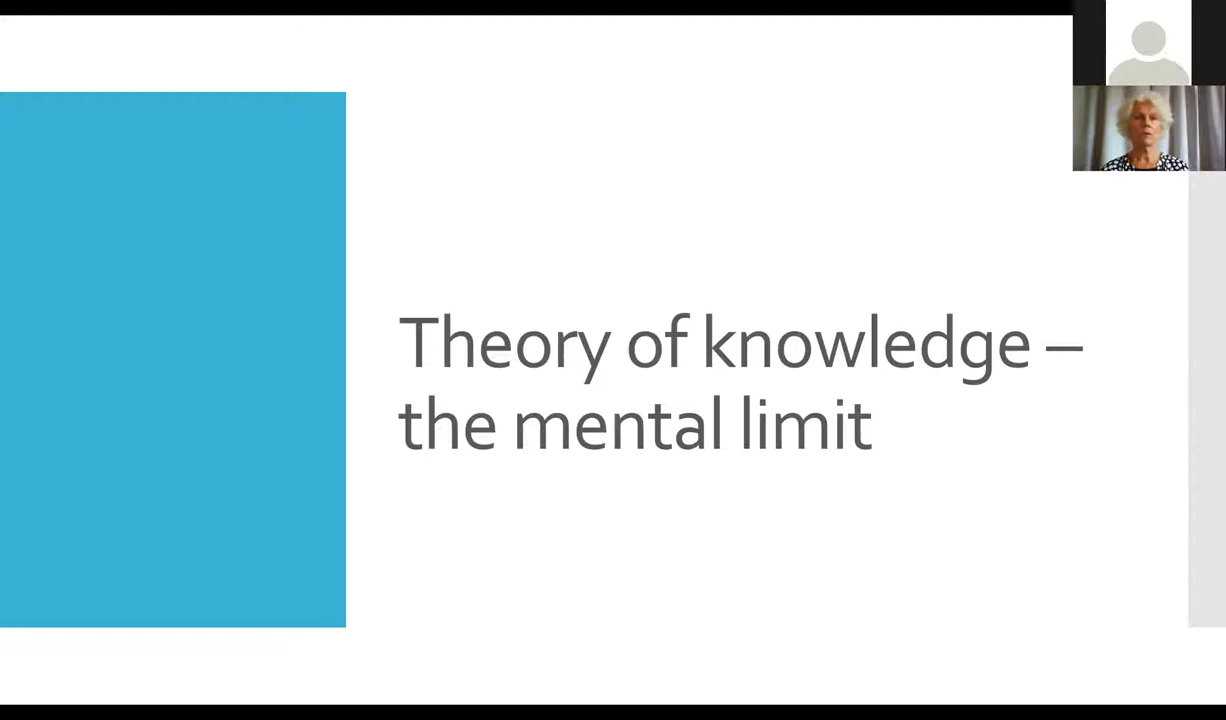 Theory of knowledge –
the mental limit